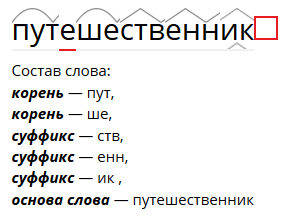 путешественник
Состав слова:
корень — пут,
корень — ше,
суффикс — ств,
суффикс — енн,
суффикс — ик ,
основа слова — путешественник